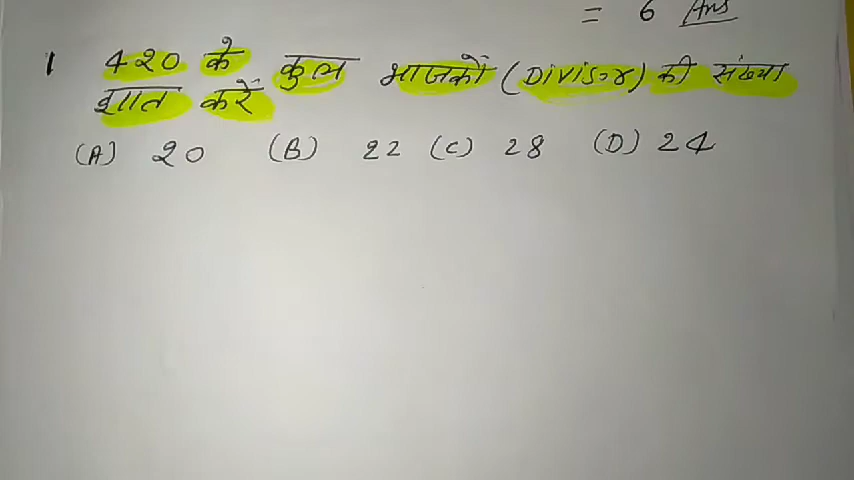 = 6 Ans
1 420 के कुल भाजकों (Divisor) की संख्या
ज्ञात करें
(A) 20 (B) 22 (C) 28 (D) 24